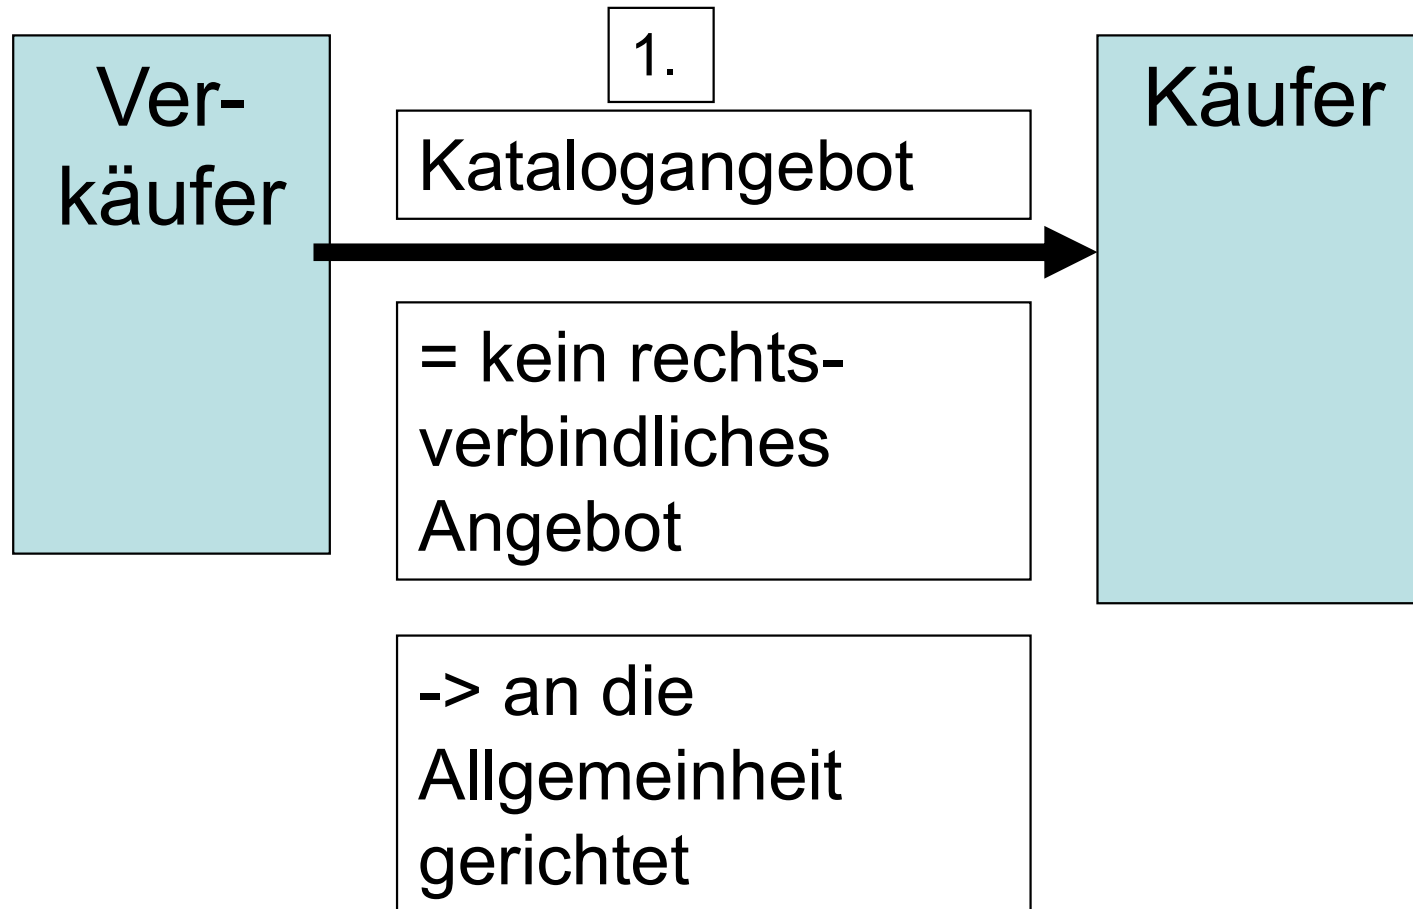 1.
Ver-
käufer
Katalogangebot
Käufer
= kein rechts-
verbindliches
Angebot
-> an die
Allgemeinheit
gerichtet